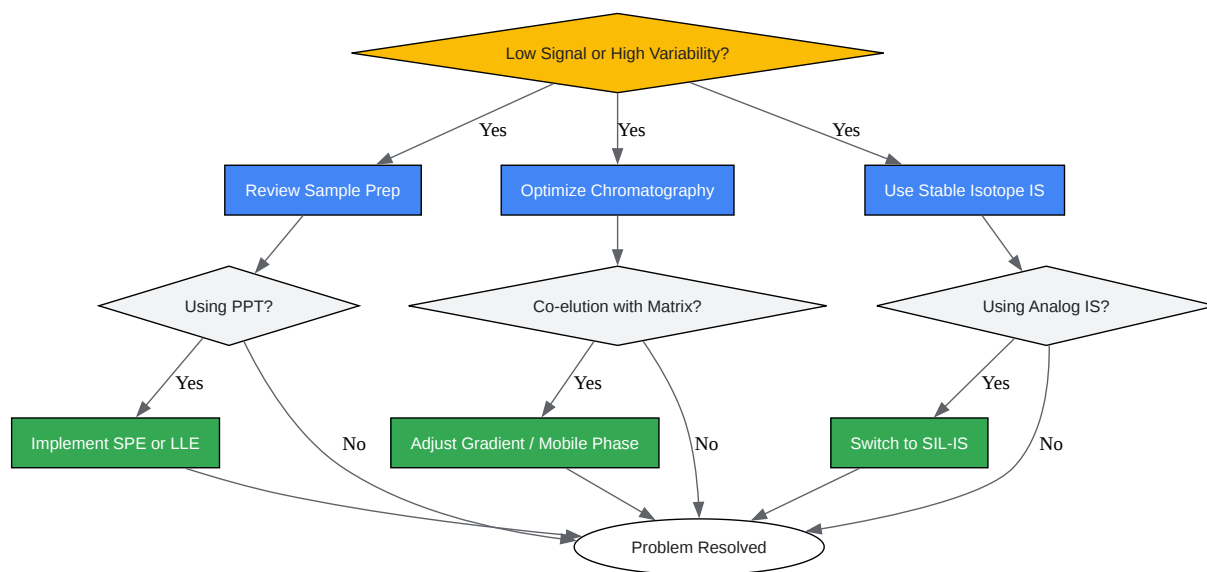 Low Signal or High Variability?
Yes
Yes
Yes
Review Sample Prep
Optimize Chromatography
Use Stable Isotope IS
Using PPT?
Co-elution with Matrix?
Using Analog IS?
Yes
Yes
Yes
No
No
No
Implement SPE or LLE
Adjust Gradient / Mobile Phase
Switch to SIL-IS
Problem Resolved